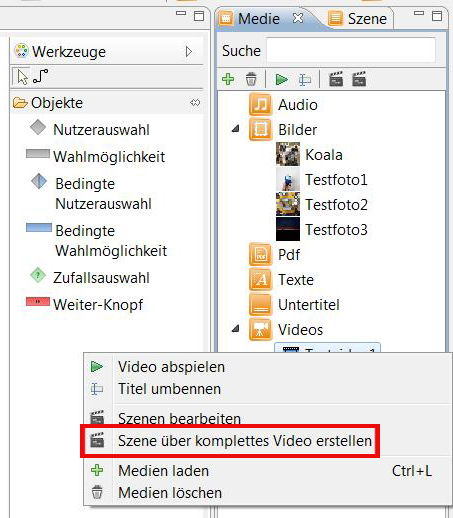 Werkzeuge
Objekte
Nutzerauswahl
Wahlmöglichkeit
Bedingte
Nutzerauswahl
Bedingte
Wahlmöglichkeit
Zufallsauswahl
Weiter-Knopf
Medie
Szene
Suche
Audio
Bilder
Koala
Testfoto1
Testfoto2
Testfoto3
Pdf
Texte
Untertitel
Videos
Video abspielen
Titel umbennen
Szenen bearbeiten
Szene über komplettes Video erstellen
Medien laden Ctrl+L
Medien löschen